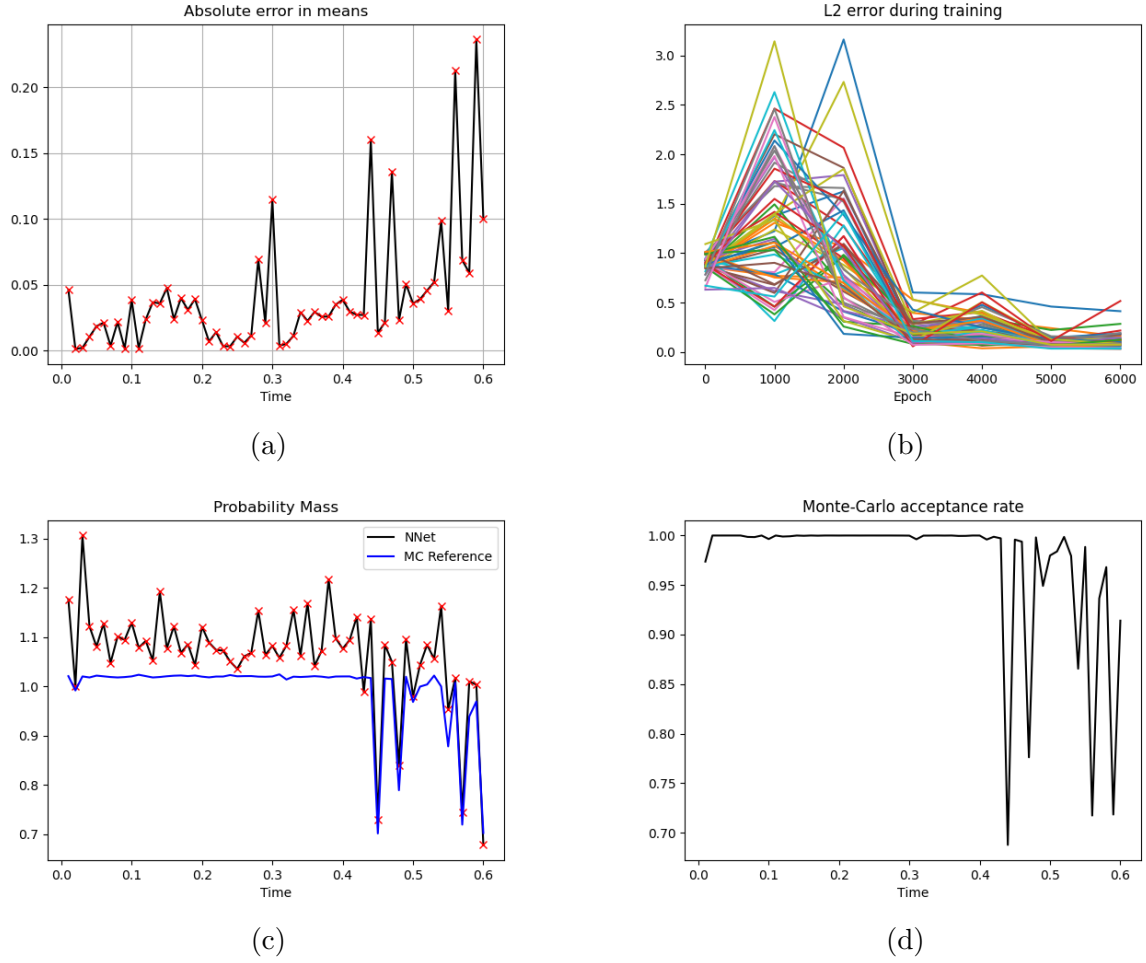 Absolute error in means
0.20
0.15
0.10
0.05
0.00
0.0 0.1 0.2 0.3 0.4 0.5 0.6
Time
(a)
L2 error during training
3.0
2.5
2.0
1.5
1.0
0.5
0.0
0 1000 2000 3000 4000 5000 6000
Epoch
(b)
Probability Mass
NNet
MC Reference
1.3
1.2
1.1
1.0
0.9
0.8
0.7
0.0 0.1 0.2 0.3 0.4 0.5 0.6
Time
(c)
Monte-Carlo acceptance rate
1.00
0.95
0.90
0.85
0.80
0.75
0.70
0.0 0.1 0.2 0.3 0.4 0.5 0.6
Time
(d)